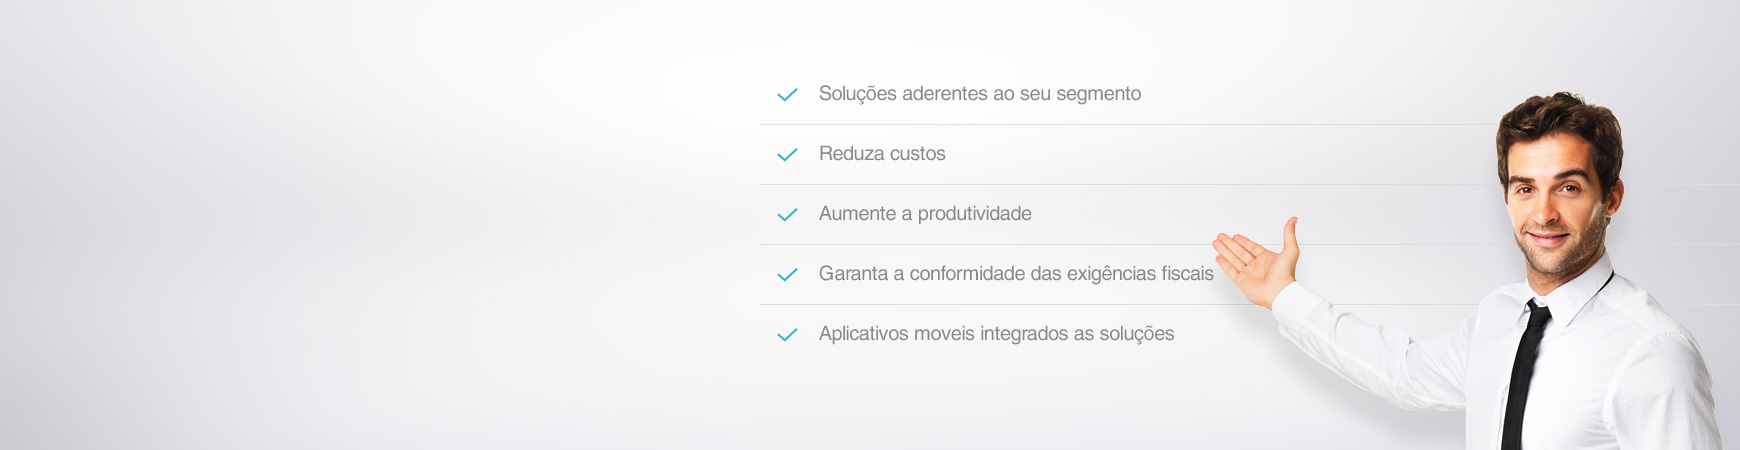 Soluções aderentes ao seu segmento
Reduza custos
Aumente a produtividade
Garanta a conformidade das exigências fiscais
Aplicativos moveis integrados as soluções